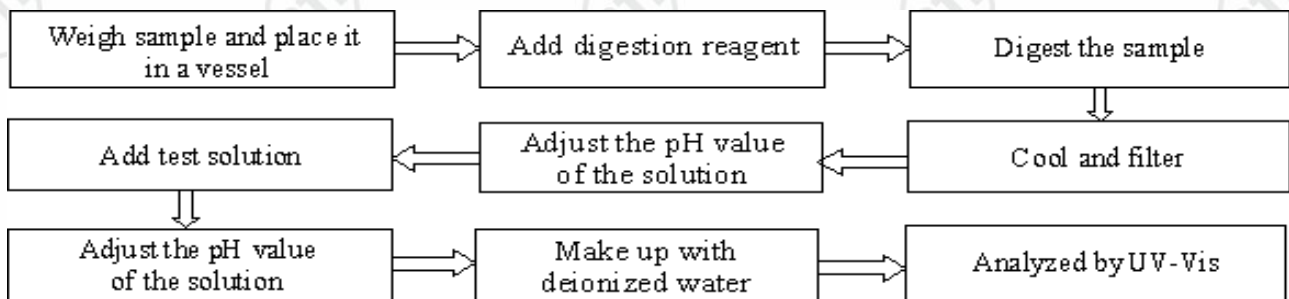 Weigh sample and place it
in a vessel
Add digestion reagent
Digest the sample
Cool and filter
Adjust the pH value
of the solution
Add test solution
Adjust the pH value
of the solution
Make up with
deionized water
Analyzed by UV-Vis